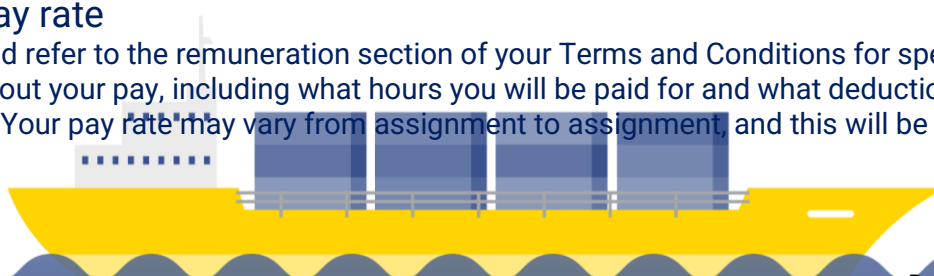 ay rate
d refer to the remuneration section of your Terms and Conditions for spe
out your pay, including what hours you will be paid for and what deductio
Your pay rate may vary from assignment to assignment, and this will be